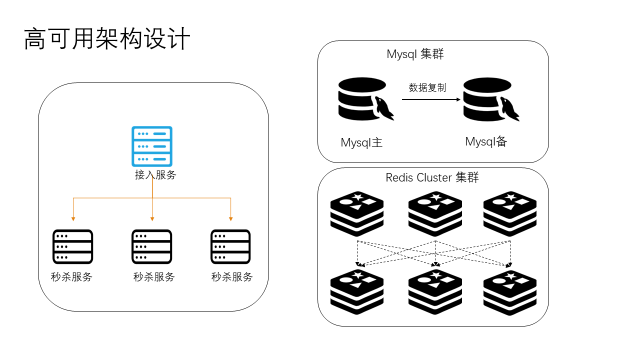 高可用架构设计
接入服务
秒杀服务
秒杀服务
秒杀服务
Mysql 集群
数据复制
Mysql主
Mysql备
Redis Cluster 集群